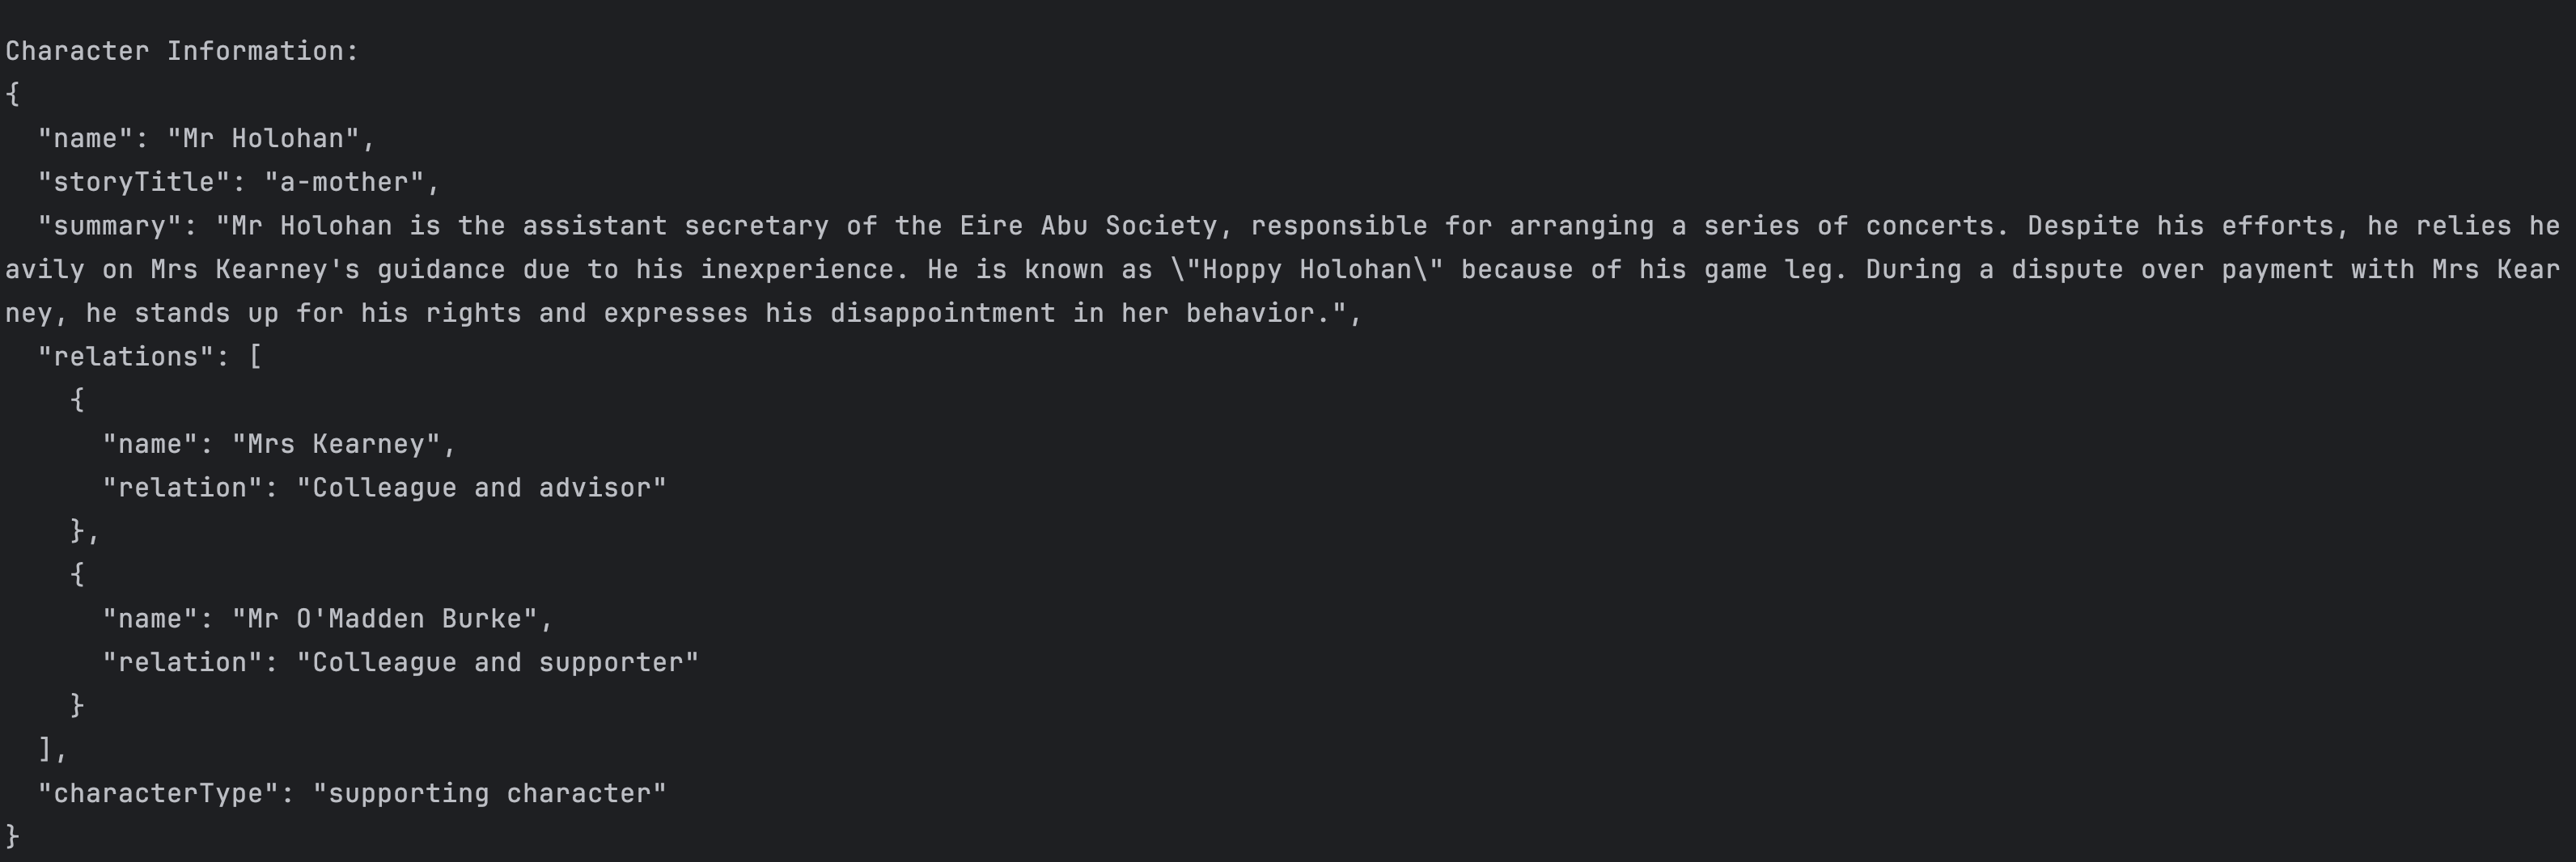 Character Information:
{
  "name": "Mr Holohan",
  "storyTitle": "a-mother",
  "summary": "Mr Holohan is the assistant secretary of the Eire Abu Society, responsible for arranging a series of concerts. Despite his efforts, he relies he
avily on Mrs Kearney's guidance due to his inexperience. He is known as \"Hoppy Holohan\" because of his game leg. During a dispute over payment with Mrs Kear
ney, he stands up for his rights and expresses his disappointment in her behavior.",
  "relations": [
    {
      "name": "Mrs Kearney",
      "relation": "Colleague and advisor"
    },
    {
      "name": "Mr O'Madden Burke",
      "relation": "Colleague and supporter"
    }
  ],
  "characterType": "supporting character"
}